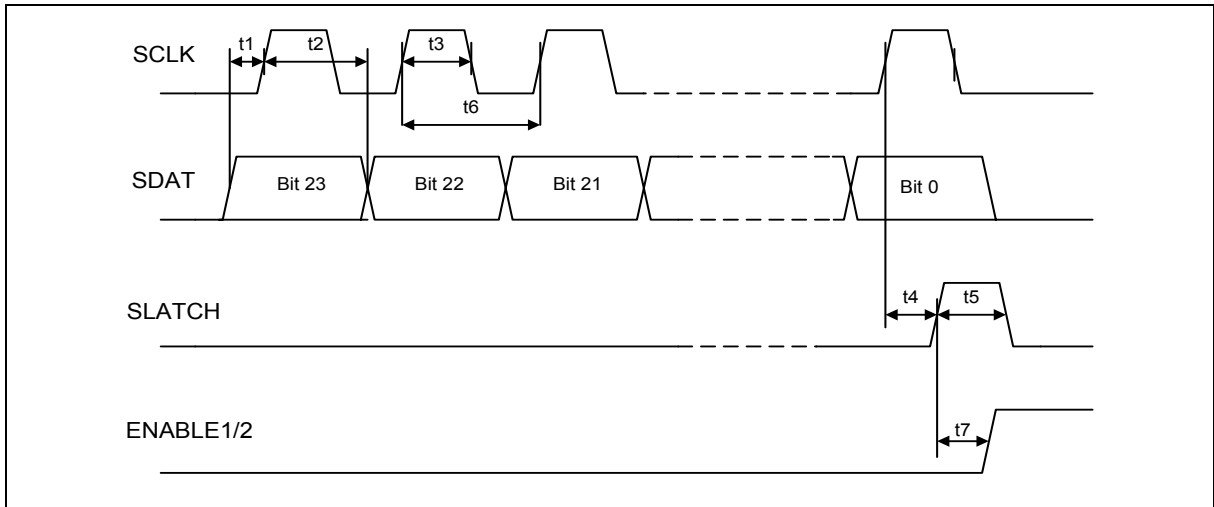 SCLK
t1
t2
t3
t6
SDAT
Bit 23
Bit 22
Bit 21
Bit 0
SLATCH
t4
t5
ENABLE1/2
t7